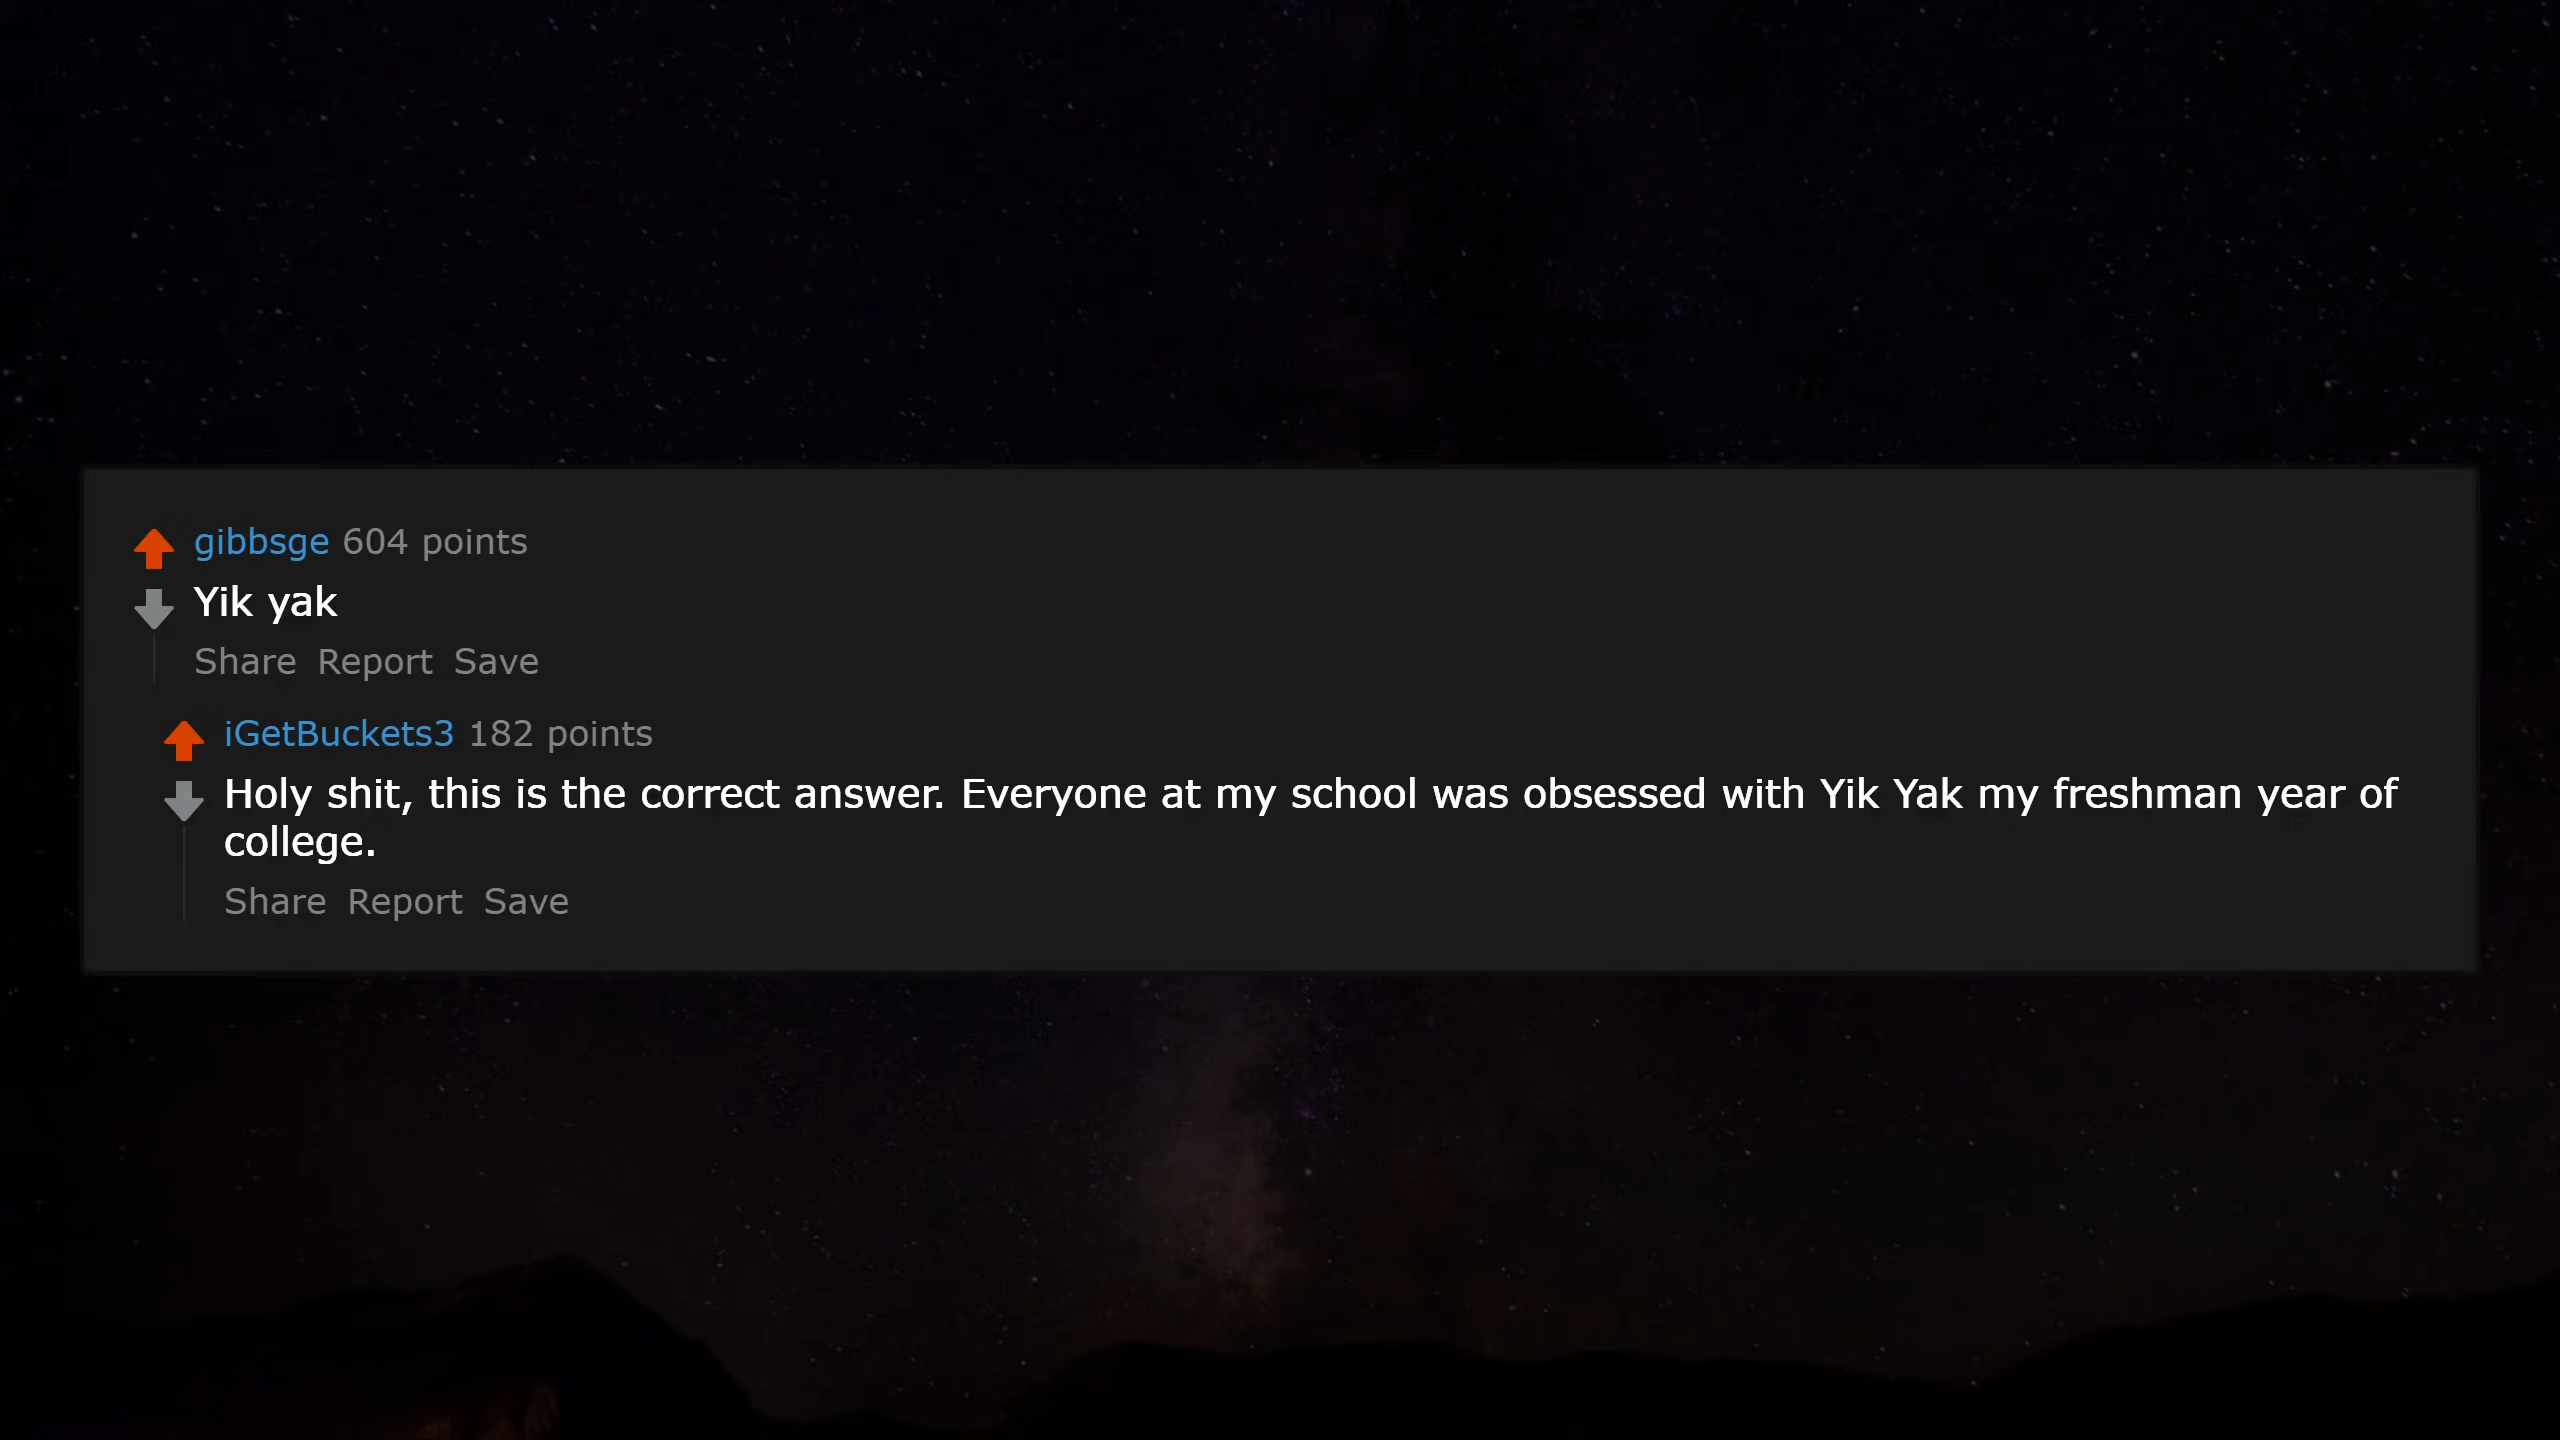 gibbsge 604 points
Yik yak
Share Report Save
iGetBuckets3 182 points
Holy shit, this is the correct answer. Everyone at my school was obsessed with Yik Yak my freshman year of
college.
Share Report Save